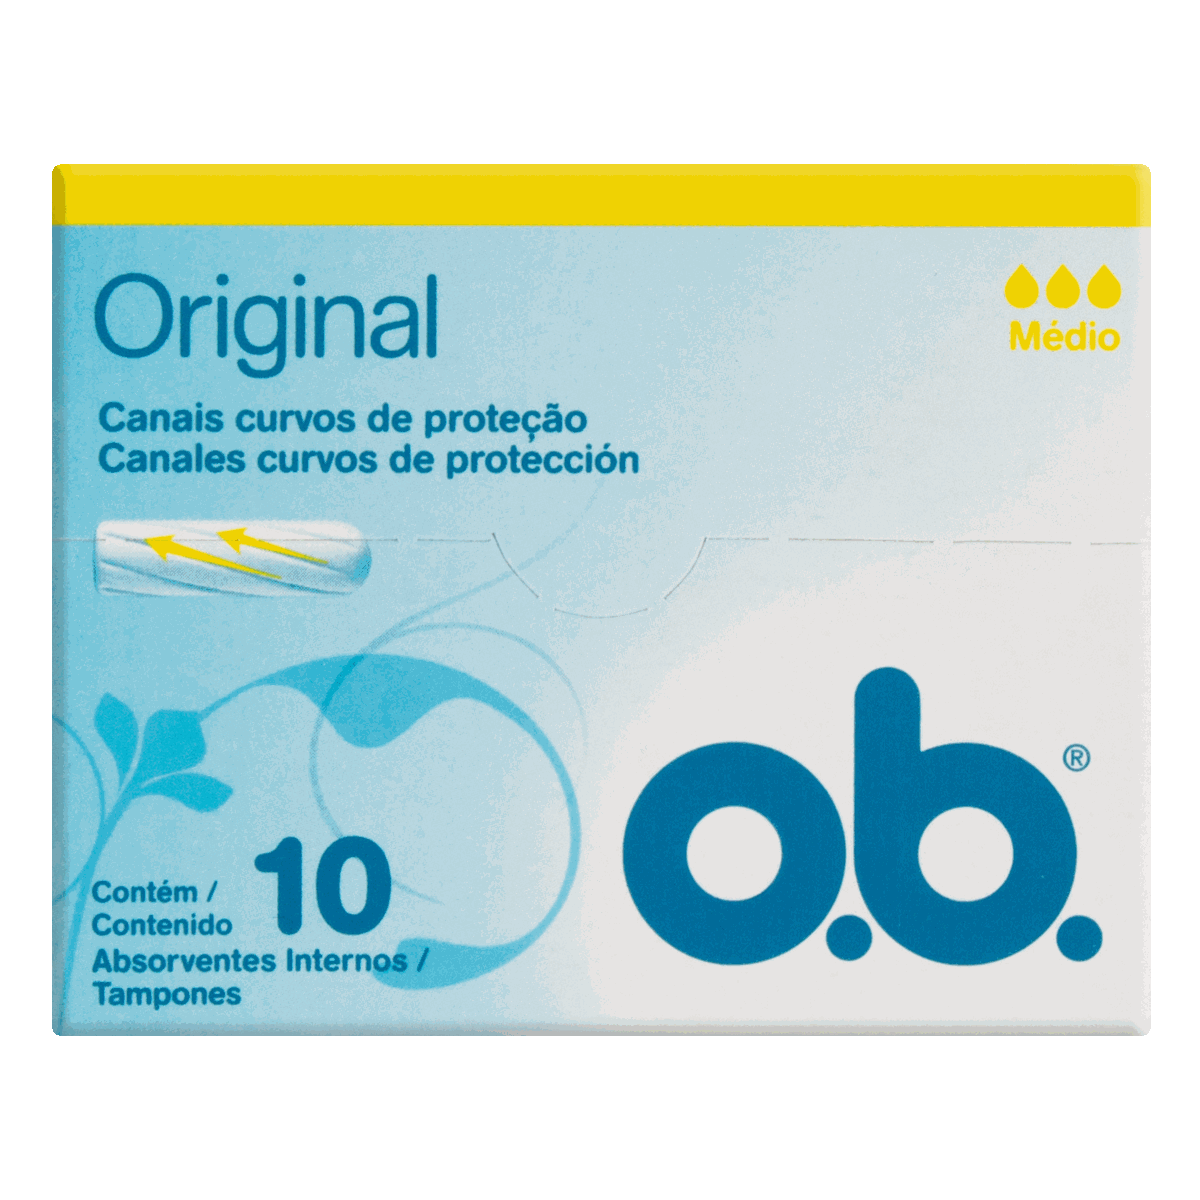 Original
Médio
Canais curvos de proteção
Canales curvos de protección
Contém / 10
Contenido
Absorventes Internos /
Tampones
o.b.®